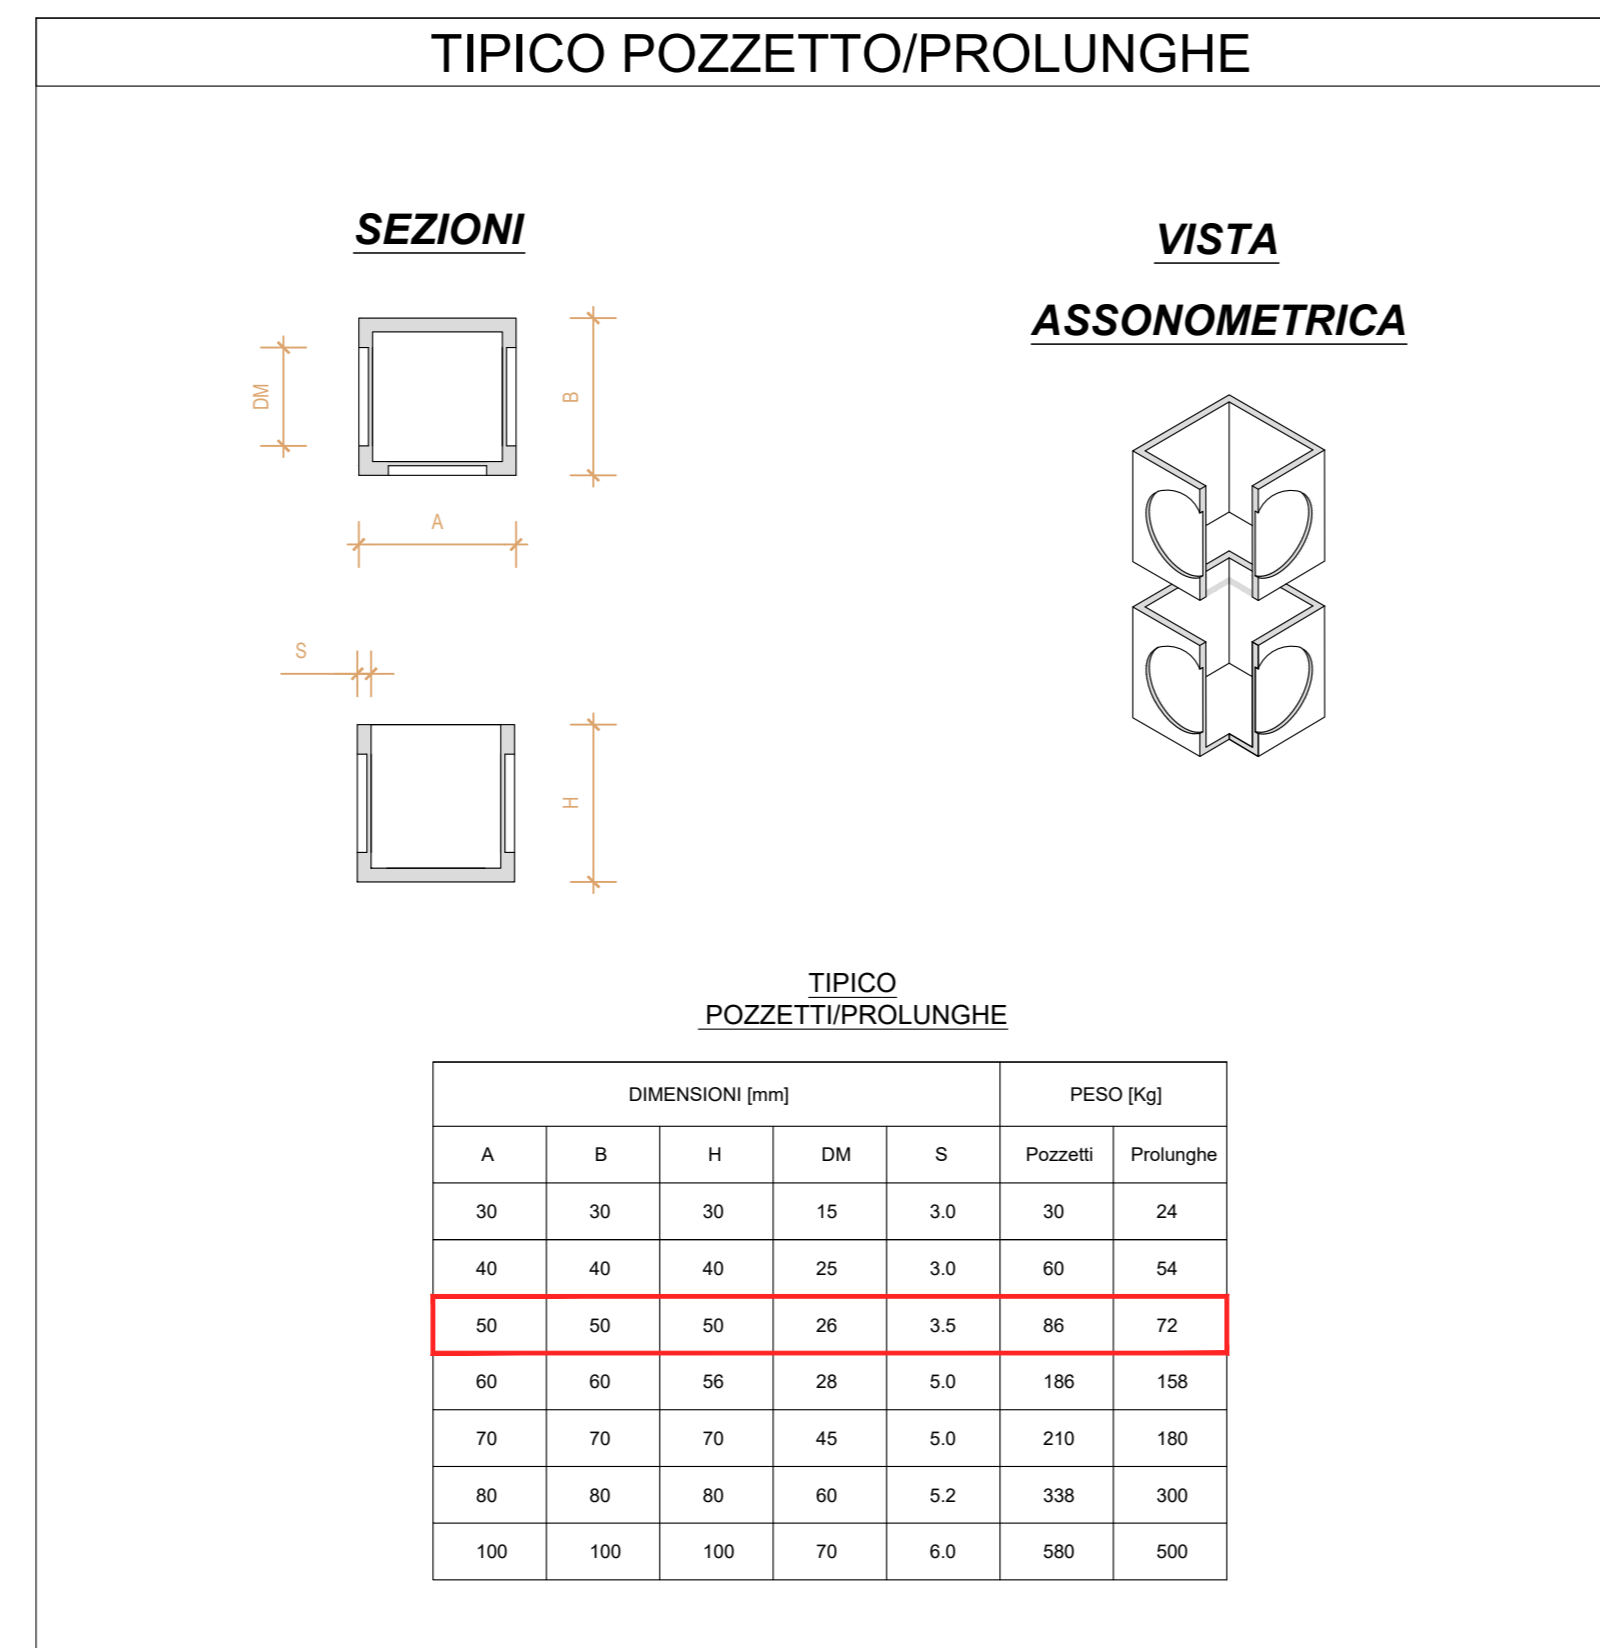 TIPICO POZZETTO/PROLUNGHE
SEZIONI
VISTA
ASSONOMETRICA
DM
B
A
S
H
TIPICO
POZZETTI/PROLUNGHE
DIMENSIONI [mm] PESO [Kg]
A B H DM S Pozzetti Prolunghe
30 30 30 15 3.0 30 24
40 40 40 25 3.0 60 54
50 50 50 26 3.5 86 72
60 60 56 28 5.0 186 158
70 70 70 45 5.0 210 180
80 80 80 60 5.2 338 300
100 100 100 70 6.0 580 500